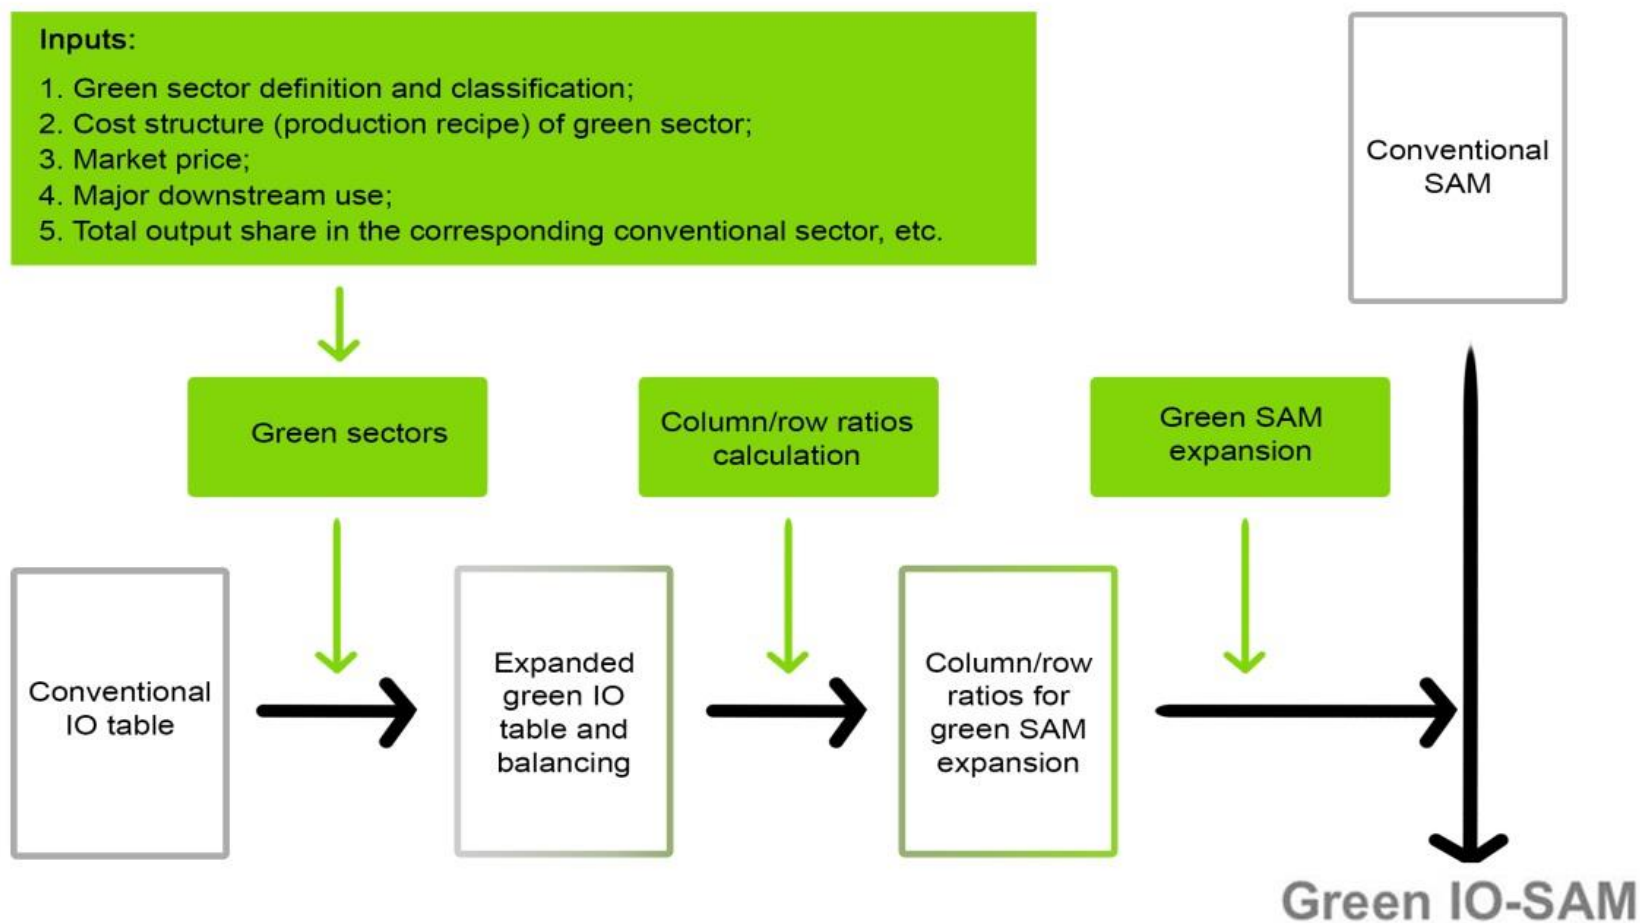 Inputs:
1. Green sector definition and classification;
2. Cost structure (production recipe) of green sector;
3. Market price;
4. Major downstream use;
5. Total output share in the corresponding conventional sector, etc.
Conventional
SAM
Green sectors
Column/row ratios
calculation
Green SAM
expansion
Conventional
IO table
Expanded
green IO
table and
balancing
Column/row
ratios for
green SAM
expansion
Green IO-SAM